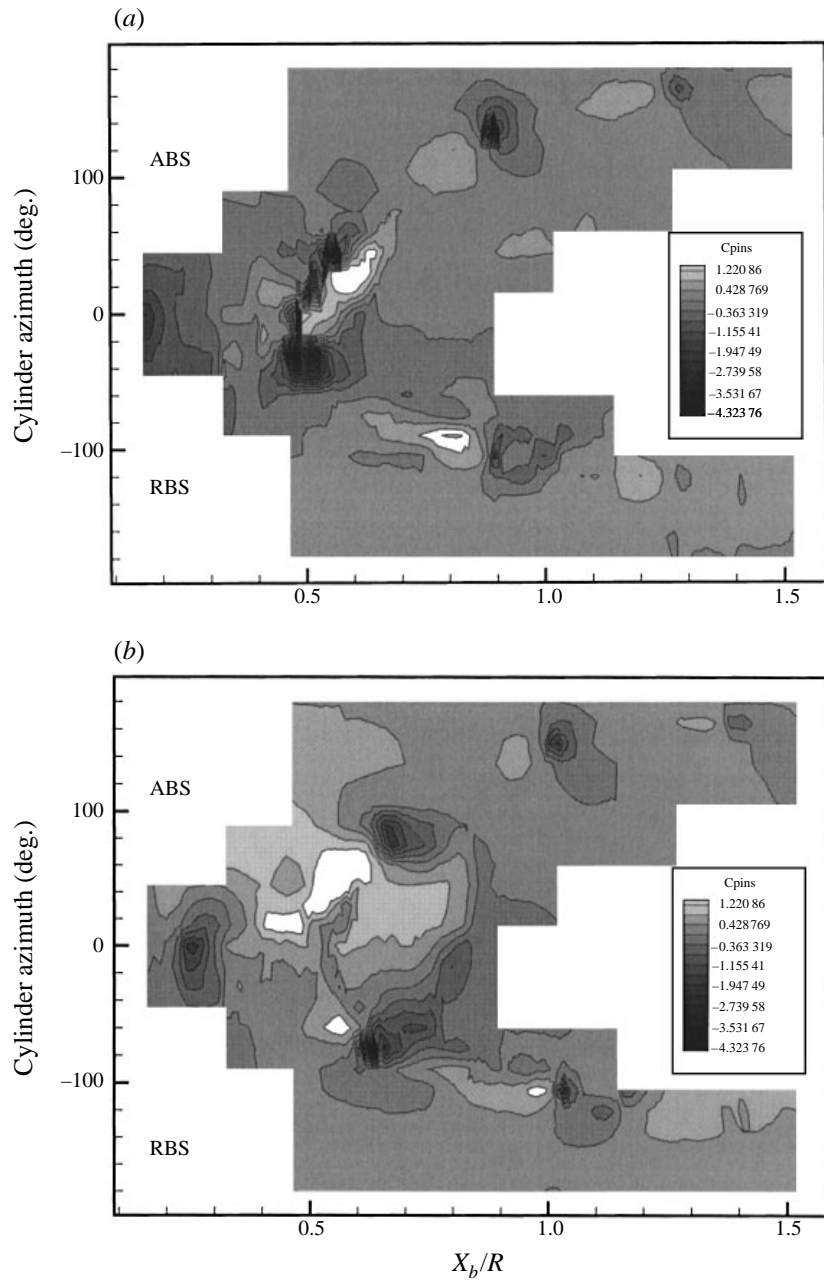 (a)
ABS
RBS
Cylinder azimuth (deg.)
100
0
–100
0.5
1.0
1.5
Cpins
1.220 86
0.428 769
–0.363 319
–1.155 41
–1.947 49
–2.739 58
–3.531 67
–4.323 76
(b)
ABS
RBS
Cylinder azimuth (deg.)
100
0
–100
0.5
1.0
1.5
Cpins
1.220 86
0.428 769
–0.363 319
–1.155 41
–1.947 49
–2.739 58
–3.531 67
–4.323 76
X_b/R